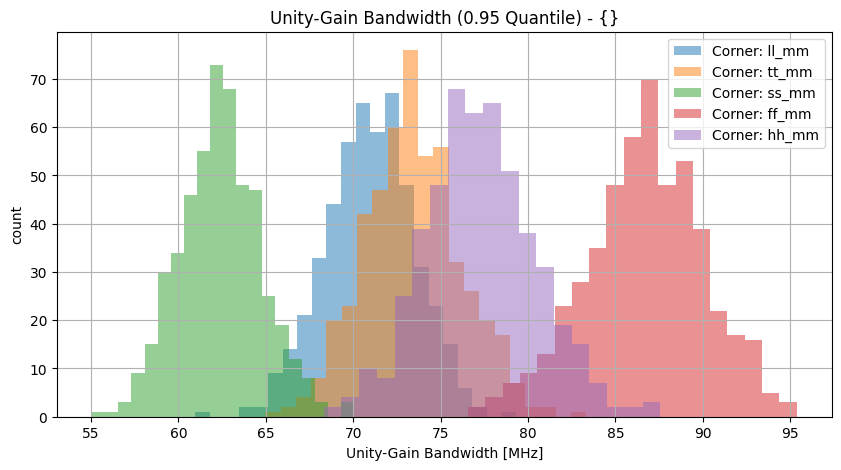 Unity-Gain Bandwidth (0.95 Quantile) - {}
Corner: ll_mm
Corner: tt_mm
Corner: ss_mm
Corner: ff_mm
Corner: hh_mm
70
60
50
40
30
20
10
0
count
55 60 65 70 75 80 85 90 95
Unity-Gain Bandwidth [MHz]